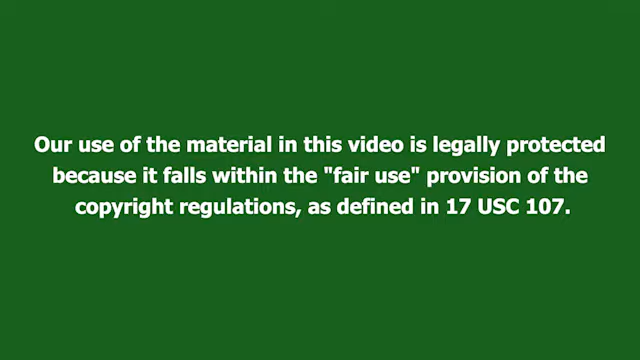 Our use of the material in this video is legally protected
because it falls within the "fair use" provision of the
copyright regulations, as defined in 17 USC 107.